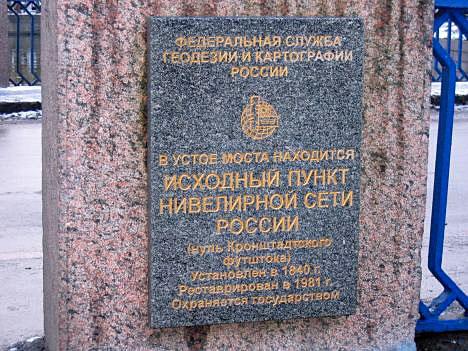 ФЕДЕРАЛЬНАЯ СЛУЖБА
ГЕОДЕЗИИ И КАРТОГРАФИИ
РОССИИ
В УСТОЕ МОСТА НАХОДИТСЯ
ИСХОДНЫЙ ПУНКТ
НИВЕЛИРНОЙ СЕТИ
РОССИИ
(нуль Кронштадтского
футштока)
Установлен в 1840 г.
Реставрирован в 1981 г.
Охраняется государством